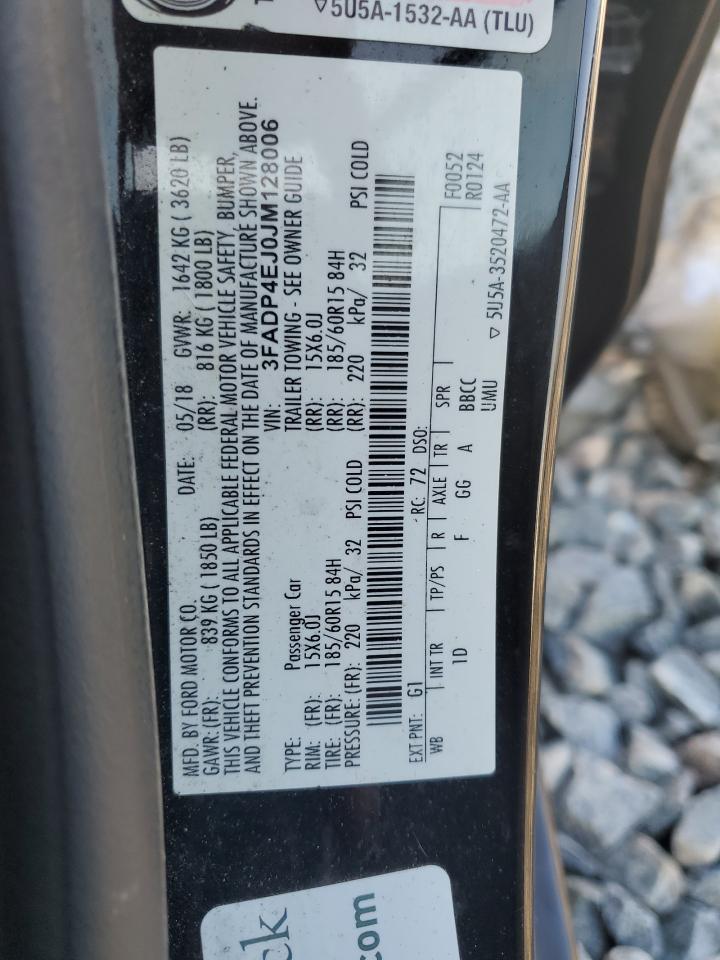 5U5A-1532-AA (TLU)
MFD. BY FORD MOTOR CO.
DATE: 05/18 GVWR: 1642 KG ( 3620 LB)
GAWR: (FR): 839 KG ( 1850 LB) (RR): 816 KG ( 1800 LB)
THIS VEHICLE CONFORMS TO ALL APPLICABLE FEDERAL MOTOR VEHICLE SAFETY, BUMPER,
AND THEFT PREVENTION STANDARDS IN EFFECT ON THE DATE OF MANUFACTURE SHOWN ABOVE.
VIN: 3FADP4EJ0JM128006
TYPE: Passenger Car TRAILER TOWING - SEE OWNER GUIDE
RIM: (FR): 15X6.0J (RR): 15X6.0J
TIRE: (FR): 185/60R15 84H (RR): 185/60R15 84H
PRESSURE: (FR): 220 kPa/ 32 PSI COLD (RR): 220 kPa/ 32 PSI COLD
EXT PNT: G1 RC: 72 DSO: F0052
R0124
WB INT TR TP/PS R AXLE TR SPR
1D F GG A BBCC
UMU
▽ 5U5A-3520472-AA
ck
.com